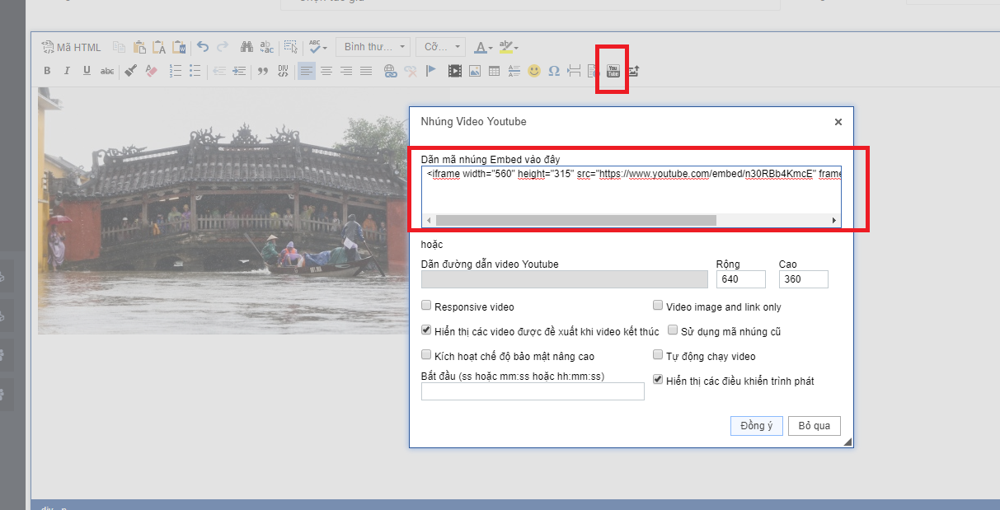 Mã HTML
ABC
Bình thư...
Cỡ...
A
B I U abc
DIV
Ω
You
Tube
Nhúng Video Youtube
Dãn mã nhúng Embed vào đây
<iframe width="560" height="315" src="https://www.youtube.com/embed/n30RBb4KmcE" frame
hoặc
Dãn đường dẫn video Youtube
Rộng
Cao
640
360
Responsive video
Video image and link only
Hiển thị các video được đề xuất khi video kết thúc
Sử dụng mã nhúng cũ
Kích hoạt chế độ bảo mật nâng cao
Tự động chạy video
Bắt đầu (ss hoặc mm:ss hoặc hh:mm:ss)
Hiển thị các điều khiển trình phát
Đồng ý
Bỏ qua